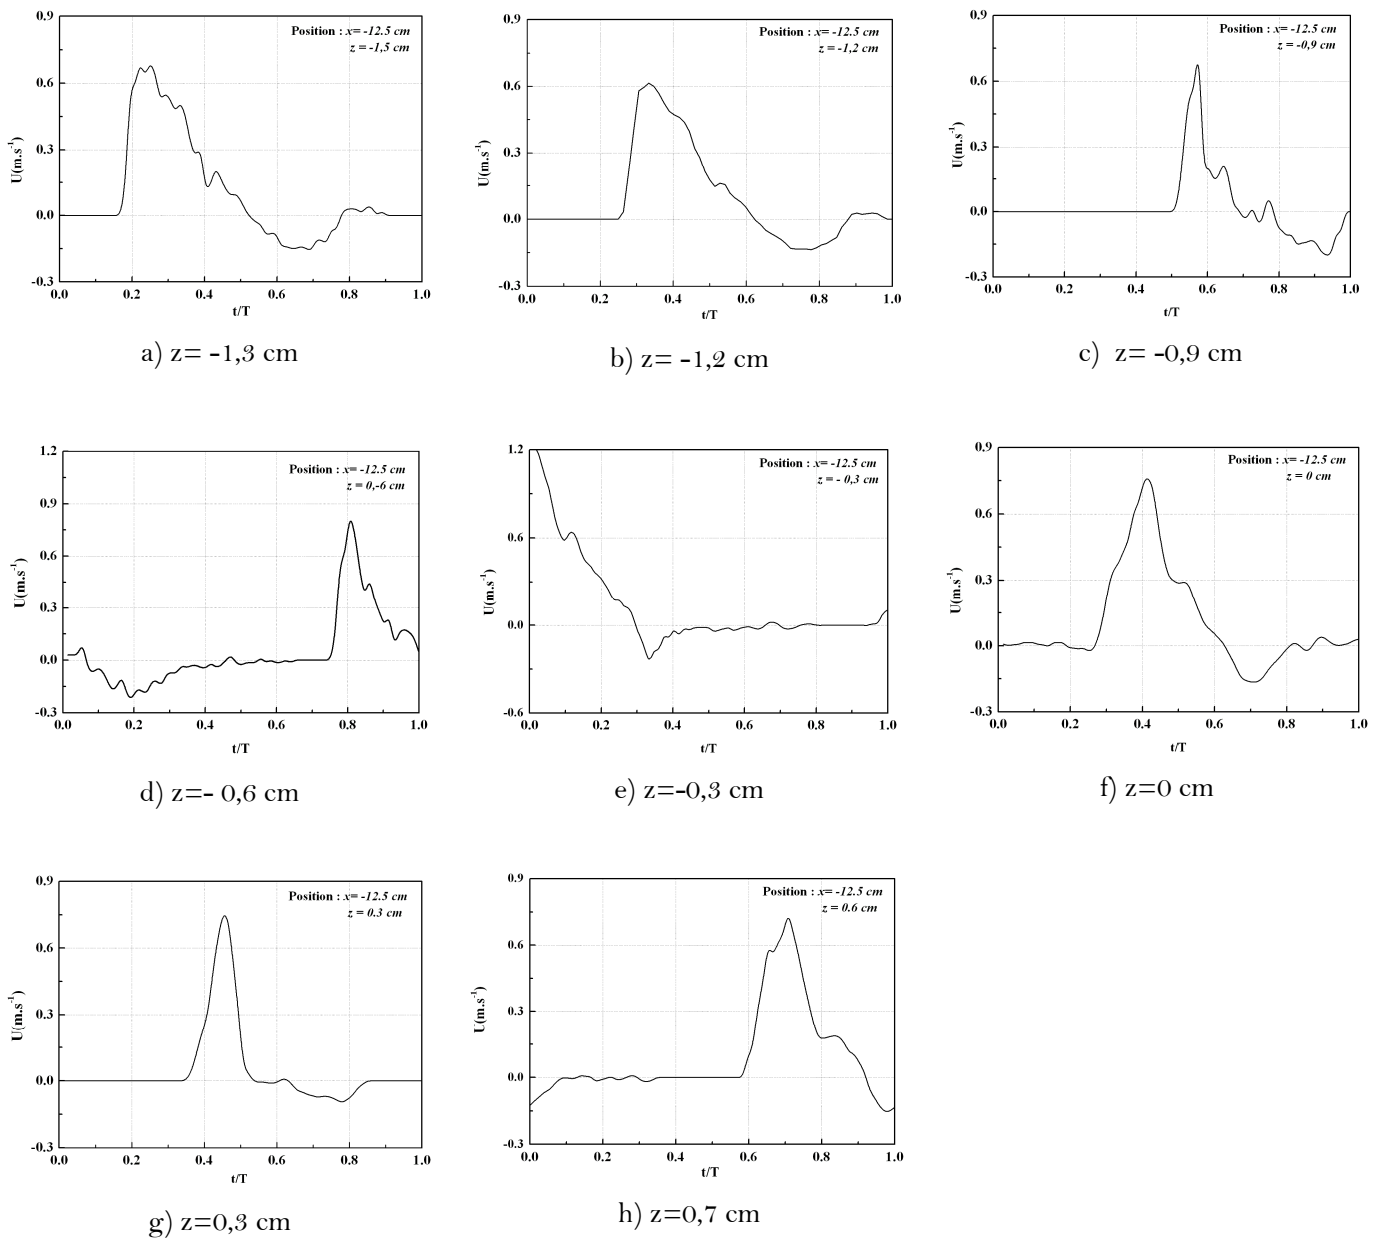 0.9
0.6
0.3
0.0
-0.3
U(m.s-1)
Position : x= -12.5 cm
z = -1,5 cm
0.0 0.2 0.4 0.6 0.8 1.0
t/T
a) z= -1,3 cm
0.9
0.6
0.3
0.0
-0.3
U(m.s-1)
Position : x= -12.5 cm
z = -1,2 cm
0.0 0.2 0.4 0.6 0.8 1.0
t/T
b) z= -1,2 cm
0.9
0.6
0.3
0.0
-0.3
U(m.s-1)
Position : x= -12.5 cm
z = -0,9 cm
0.0 0.2 0.4 0.6 0.8 1.0
t/T
c) z= -0,9 cm
1.2
0.9
0.6
0.3
0.0
-0.3
U(m.s-1)
Position : x= -12.5 cm
z = 0,-6 cm
0.0 0.2 0.4 0.6 0.8 1.0
t/T
d) z=- 0,6 cm
1.2
0.6
0.0
-0.6
U(m.s-1)
Position : x= -12.5 cm
z = - 0,3 cm
0.0 0.2 0.4 0.6 0.8 1.0
t/T
e) z=-0,3 cm
0.9
0.6
0.3
0.0
-0.3
U(m.s-1)
Position : x= -12.5 cm
z = 0 cm
0.0 0.2 0.4 0.6 0.8 1.0
t/T
f) z=0 cm
0.9
0.6
0.3
0.0
-0.3
U(m.s-1)
Position : x= -12.5 cm
z = 0.3 cm
0.0 0.2 0.4 0.6 0.8 1.0
t/T
g) z=0,3 cm
0.9
0.6
0.3
0.0
-0.3
U(m.s-1)
Position : x= -12.5 cm
z = 0.6 cm
0.0 0.2 0.4 0.6 0.8 1.0
t/T
h) z=0,7 cm